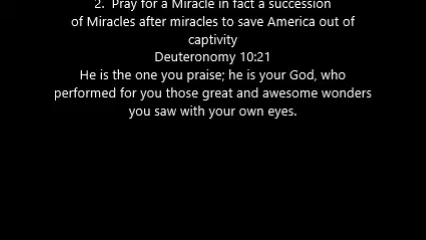 2. Pray for a Miracle in fact a succession
of Miracles after miracles to save America out of
captivity
Deuteronomy 10:21
He is the one you praise; he is your God, who
performed for you those great and awesome wonders
you saw with your own eyes.